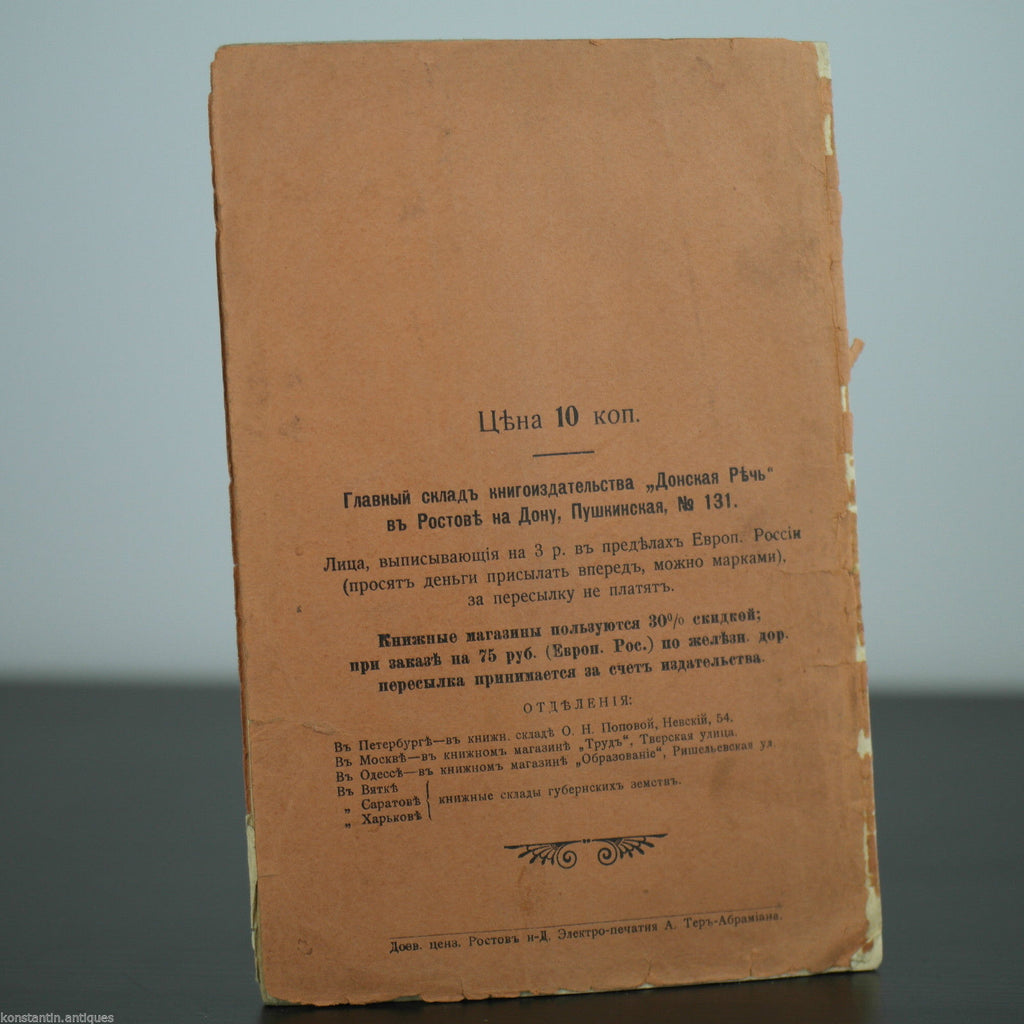 Цѣна 10 коп.
Главный складъ книгоиздательства „Донская Рѣчь“
въ Ростовѣ на Дону, Пушкинская, № 131.
Лица, выписывающія на 3 р. въ предѣлахъ Европ. Россіи
(просятъ деньги присылать впередъ, можно марками),
за пересылку не платятъ.
Книжные магазины пользуются 30% скидкой;
при заказѣ на 75 руб. (Европ. Рос.) по желѣзн. дор.
пересылка принимается за счетъ издательства.
ОТДѢЛЕНІЯ:
Въ Петербургѣ—въ книжн. складѣ О. Н. Поповой, Невскій, 54.
Въ Москвѣ—въ книжномъ магазинѣ „Трудъ“, Тверская улица.
Въ Одессѣ—въ книжномъ магазинѣ „Образованіе“, Ришельевская ул.
Въ Вяткѣ
„ Саратовѣ
„ Харьковѣ
книжные склады губернскихъ земствъ.
Доев. ценз. Ростовъ н-Д. Электро-печатня А. Теръ-Абраміана.
konstantin.antiques